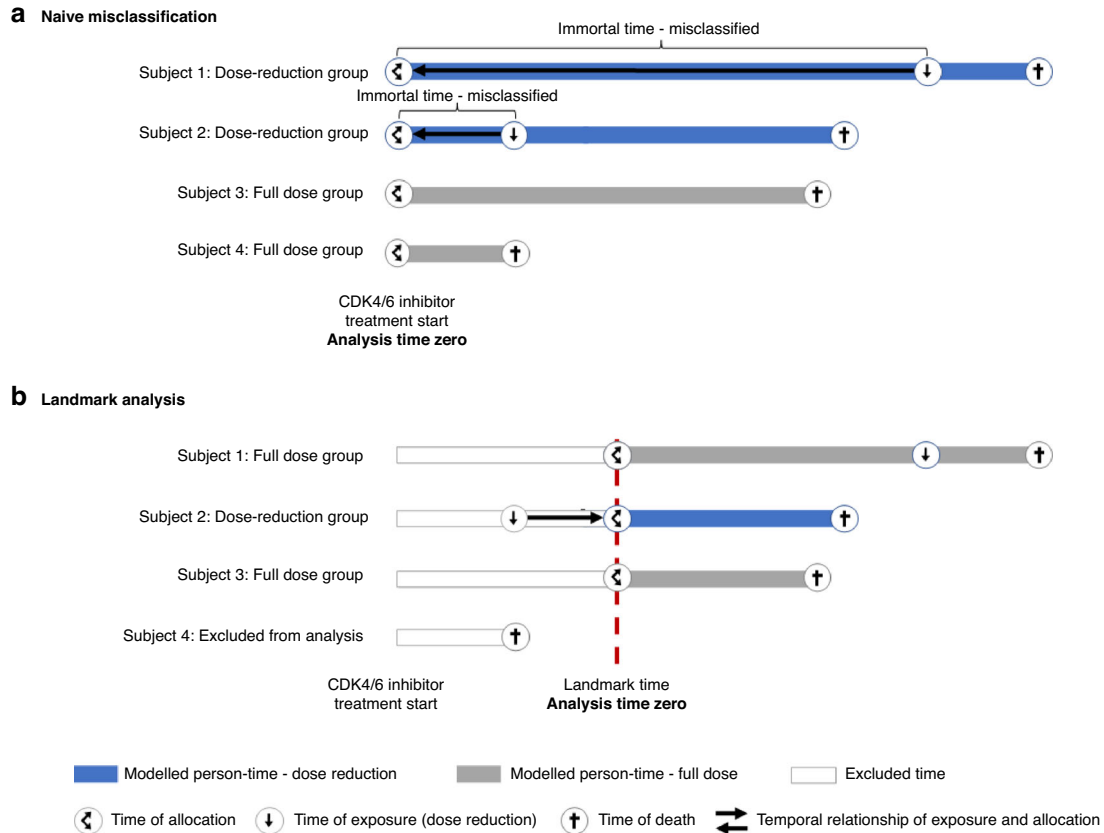 a Naive misclassification
Immortal time - misclassified
Subject 1: Dose-reduction group
Immortal time - misclassified
Subject 2: Dose-reduction group
Subject 3: Full dose group
Subject 4: Full dose group
CDK4/6 inhibitor
treatment start
Analysis time zero
b Landmark analysis
Subject 1: Full dose group
Subject 2: Dose-reduction group
Subject 3: Full dose group
Subject 4: Excluded from analysis
CDK4/6 inhibitor
treatment start
Landmark time
Analysis time zero
Modelled person-time - dose reduction
Modelled person-time - full dose
Excluded time
Time of allocation
Time of exposure (dose reduction)
Time of death
Temporal relationship of exposure and allocation